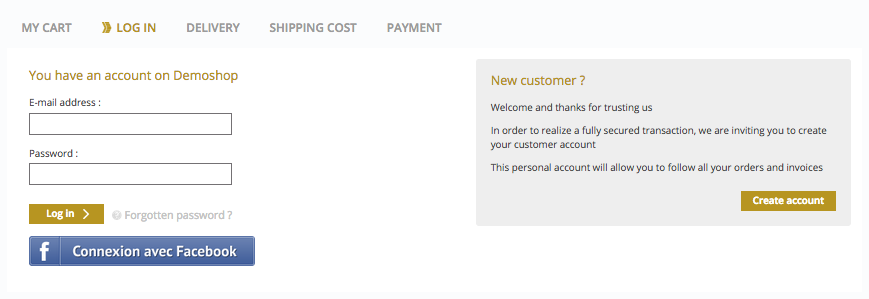 MY CART
LOG IN
DELIVERY
SHIPPING COST
PAYMENT
You have an account on Demoshop
E-mail address :
Password :
Log in
? Forgotten password ?
f Connexion avec Facebook
New customer ?
Welcome and thanks for trusting us
In order to realize a fully secured transaction, we are inviting you to create
your customer account
This personal account will allow you to follow all your orders and invoices
Create account